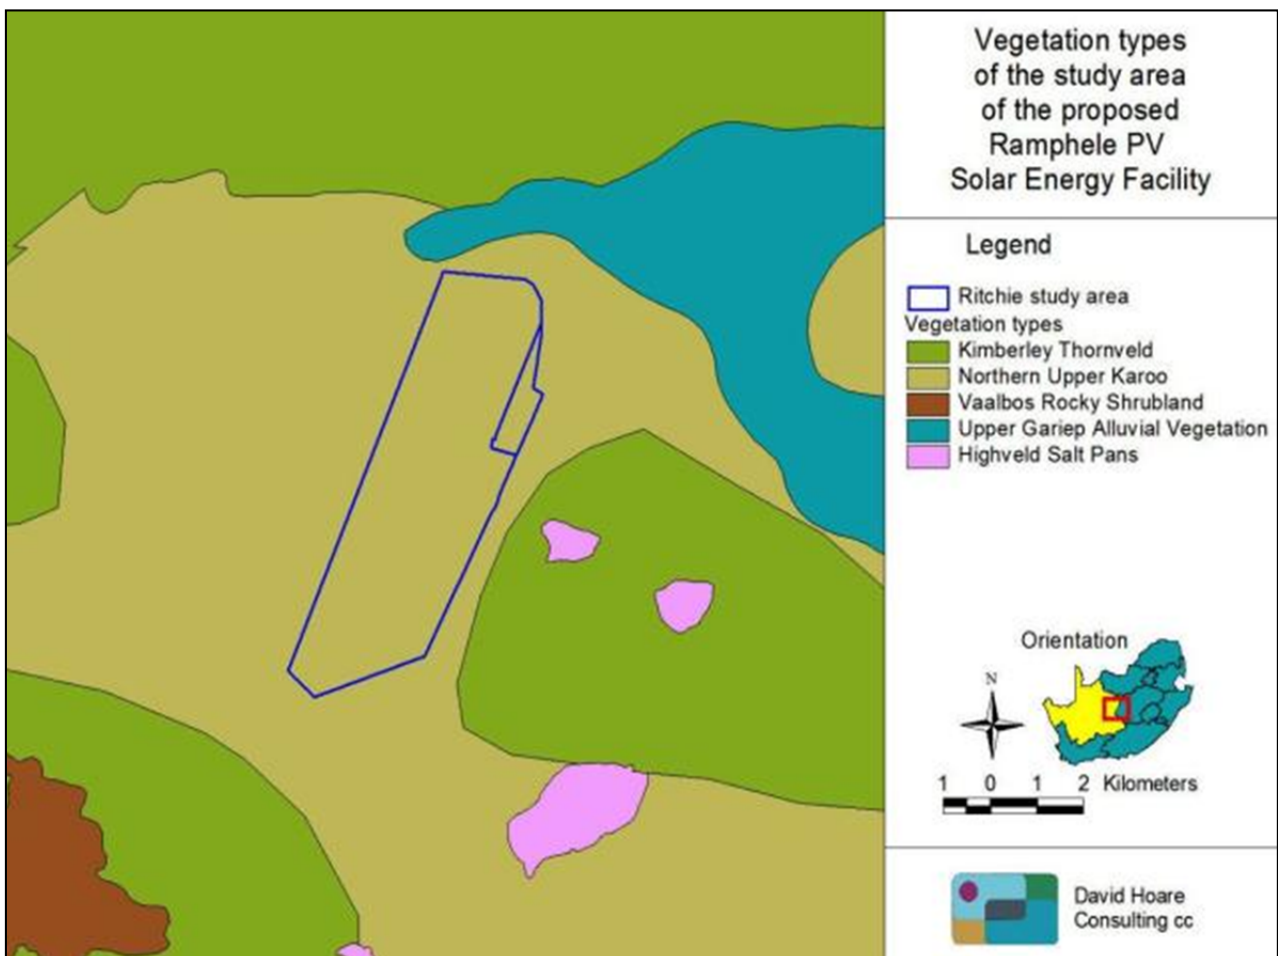 Vegetation types
of the study area
of the proposed
Ramphele PV
Solar Energy Facility
Legend
Ritchie study area
Vegetation types
Kimberley Thornveld
Northern Upper Karoo
Vaalbos Rocky Shrubland
Upper Gariep Alluvial Vegetation
Highveld Salt Pans
Orientation
N
1 0 1 2 Kilometers
David Hoare
Consulting cc